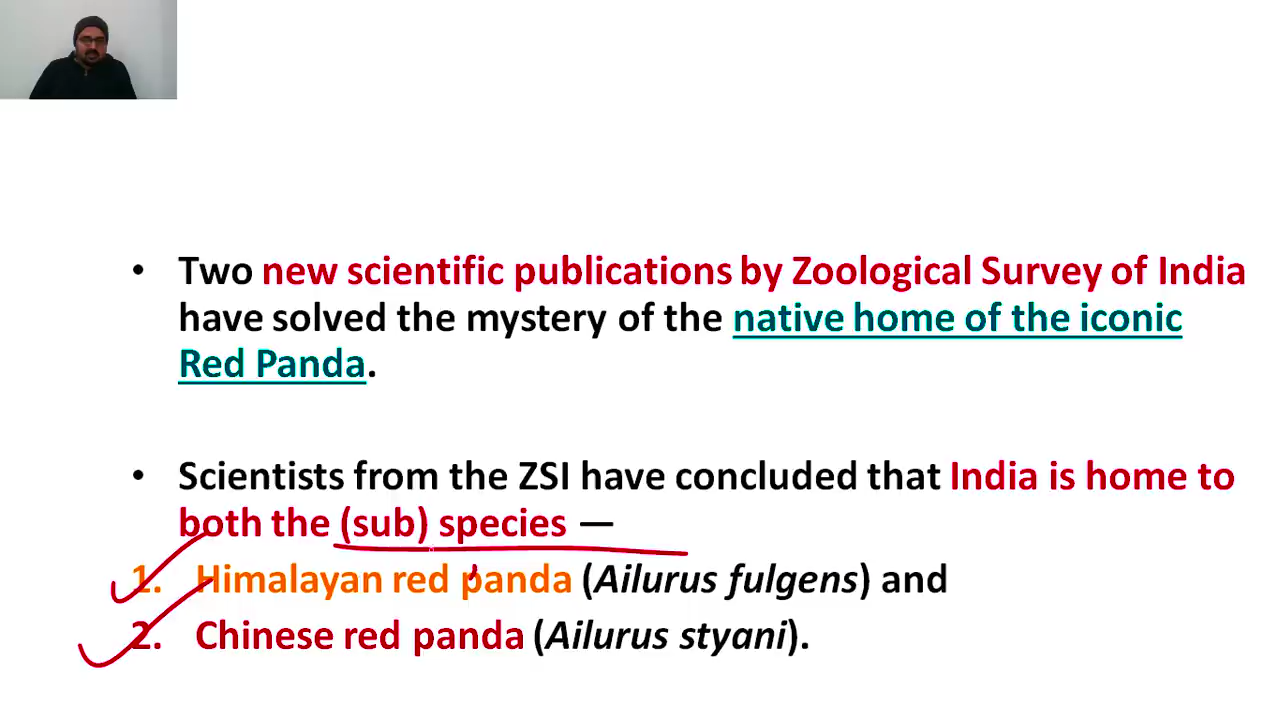 • Two new scientific publications by Zoological Survey of India
have solved the mystery of the native home of the iconic
Red Panda.
• Scientists from the ZSI have concluded that India is home to
both the (sub) species —
1. Himalayan red panda (Ailurus fulgens) and
2. Chinese red panda (Ailurus styani).